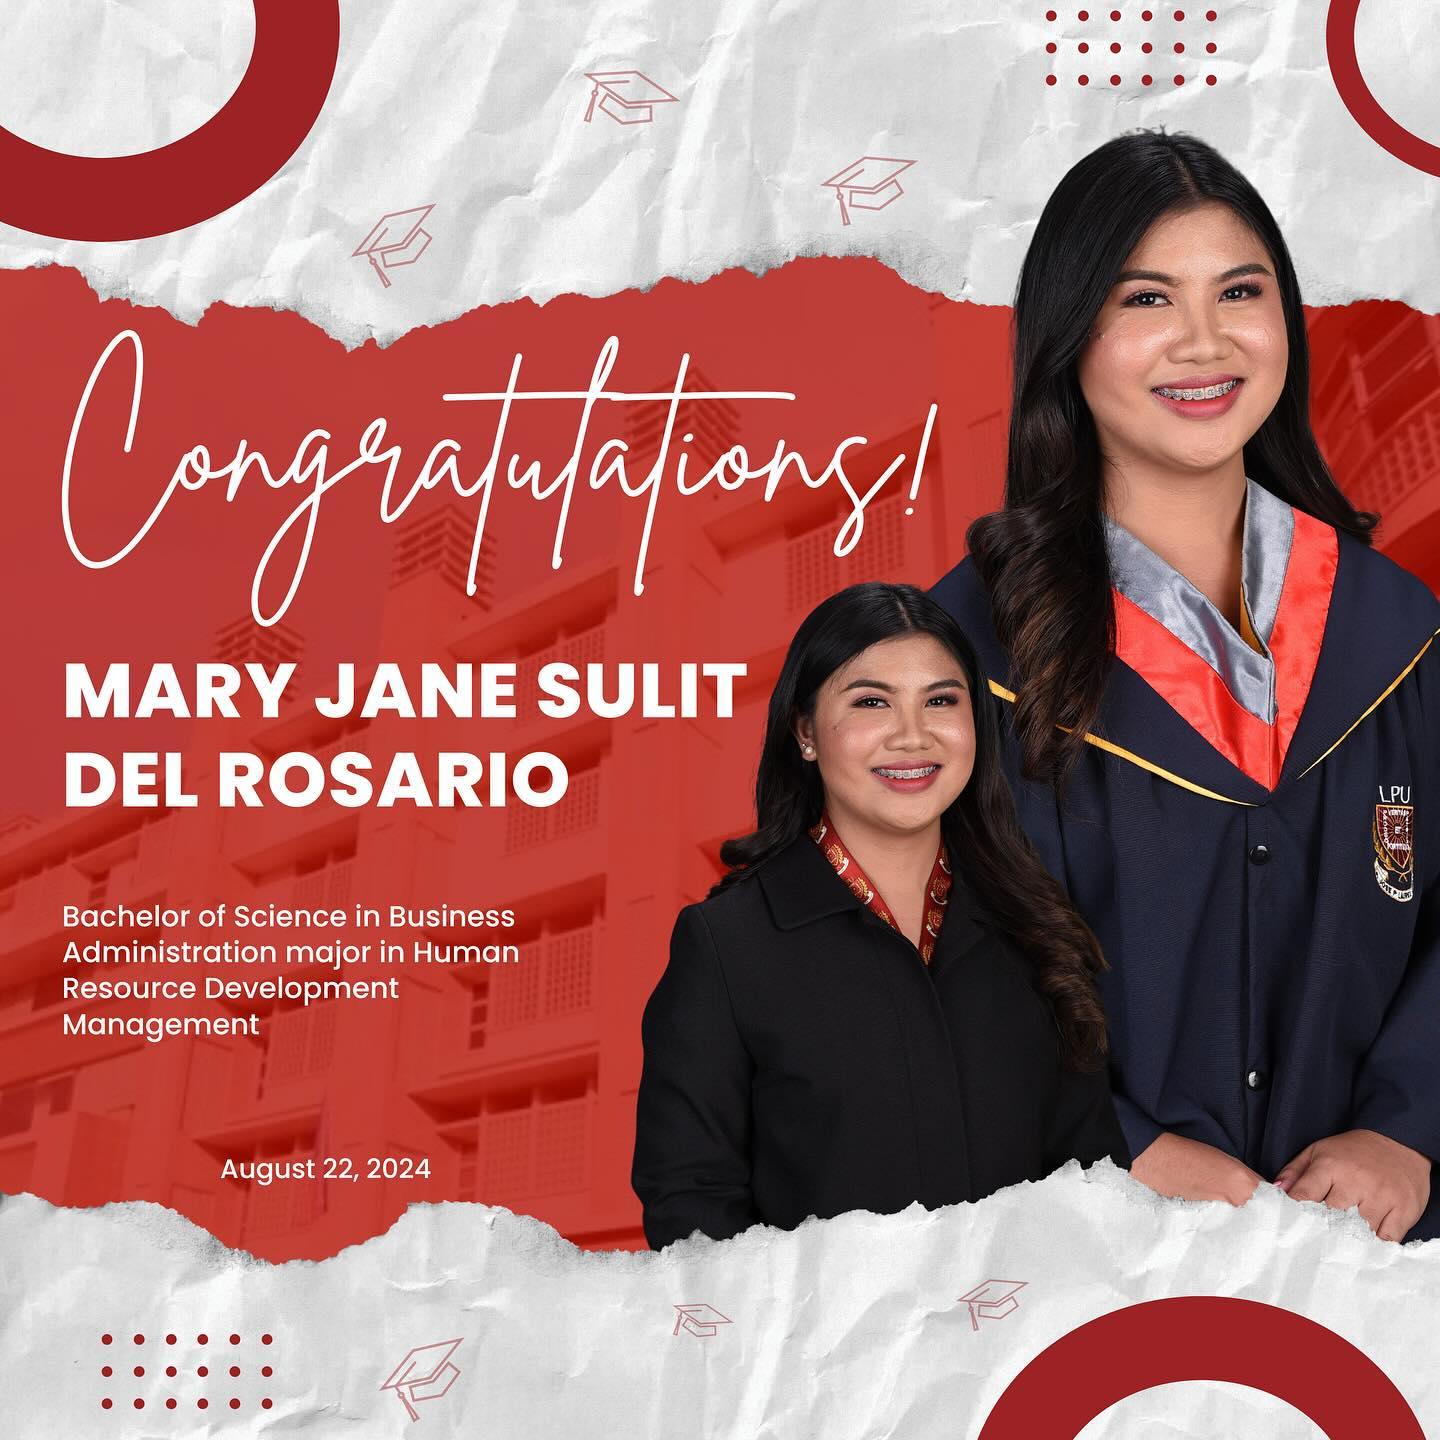 Congratulations!
MARY JANE SULIT
DEL ROSARIO
Bachelor of Science in Business
Administration major in Human
Resource Development
Management
August 22, 2024
LPU